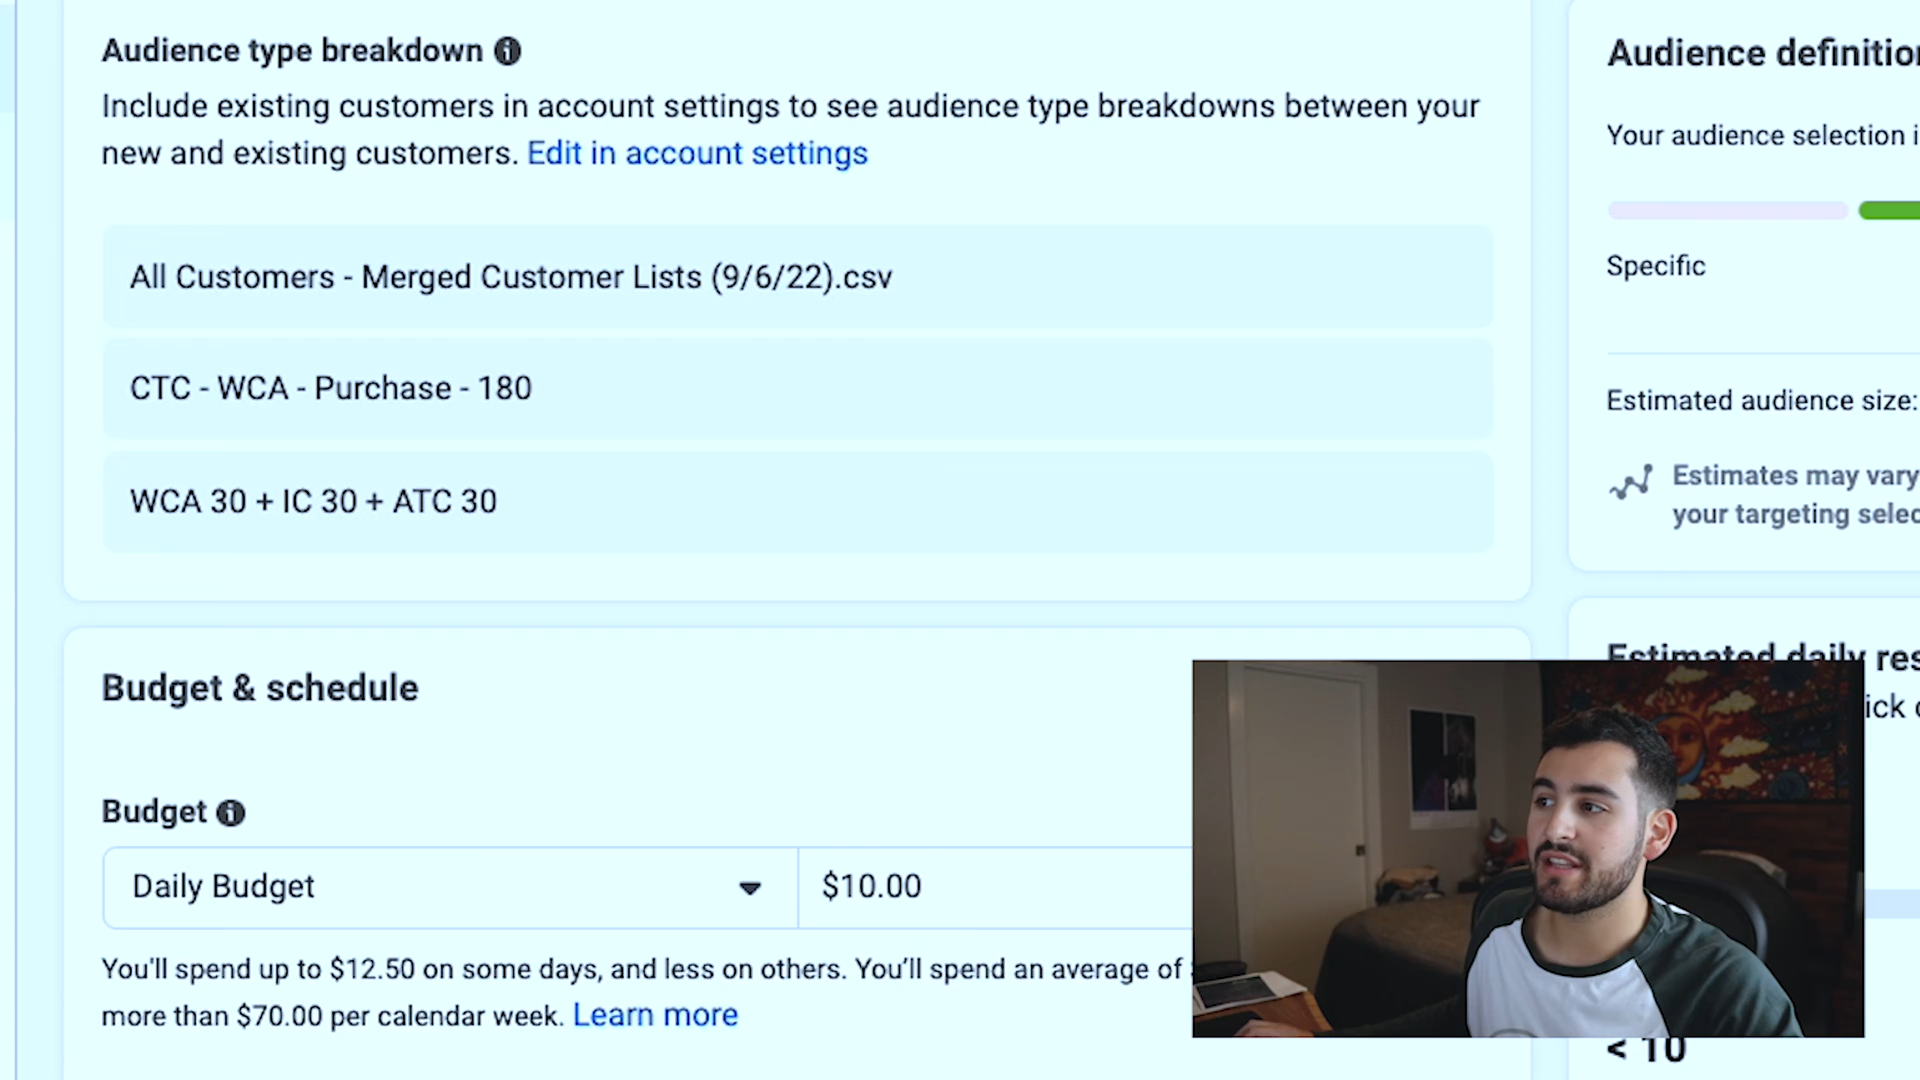 Audience type breakdown
Include existing customers in account settings to see audience type breakdowns between your
new and existing customers. Edit in account settings
All Customers - Merged Customer Lists (9/6/22).csv
CTC - WCA - Purchase - 180
WCA 30 + IC 30 + ATC 30
Budget & schedule
Budget
Daily Budget
$10.00
You'll spend up to $12.50 on some days, and less on others. You'll spend an average of
more than $70.00 per calendar week. Learn more
Audience definition
Your audience selection i
Specific
Estimated audience size:
Estimates may vary
your targeting selec
Estimated daily res
ick
< 10